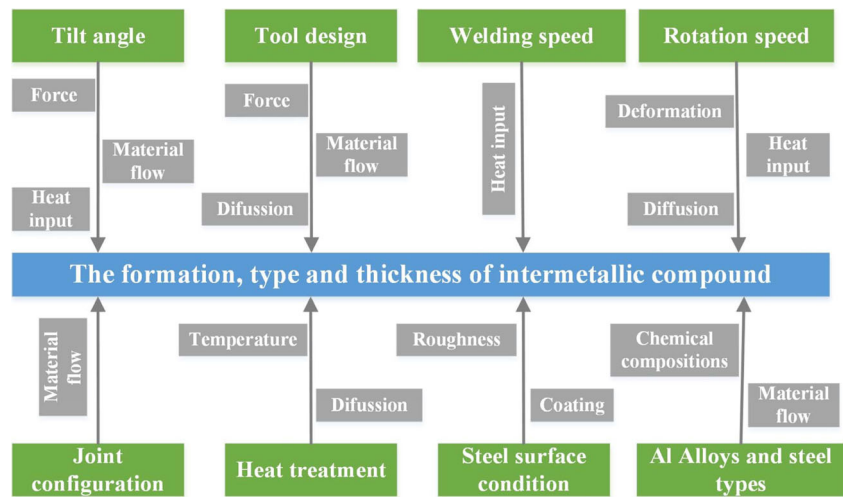 Tilt angle
Tool design
Welding speed
Rotation speed
Force
Material
flow
Heat
input
Force
Material
flow
Difussion
Heat input
Deformation
Heat
input
Diffusion
The formation, type and thickness of intermetallic compound
Material
flow
Temperature
Difussion
Roughness
Coating
Chemical
compositions
Material
flow
Joint
configuration
Heat treatment
Steel surface
condition
Al Alloys and steel
types